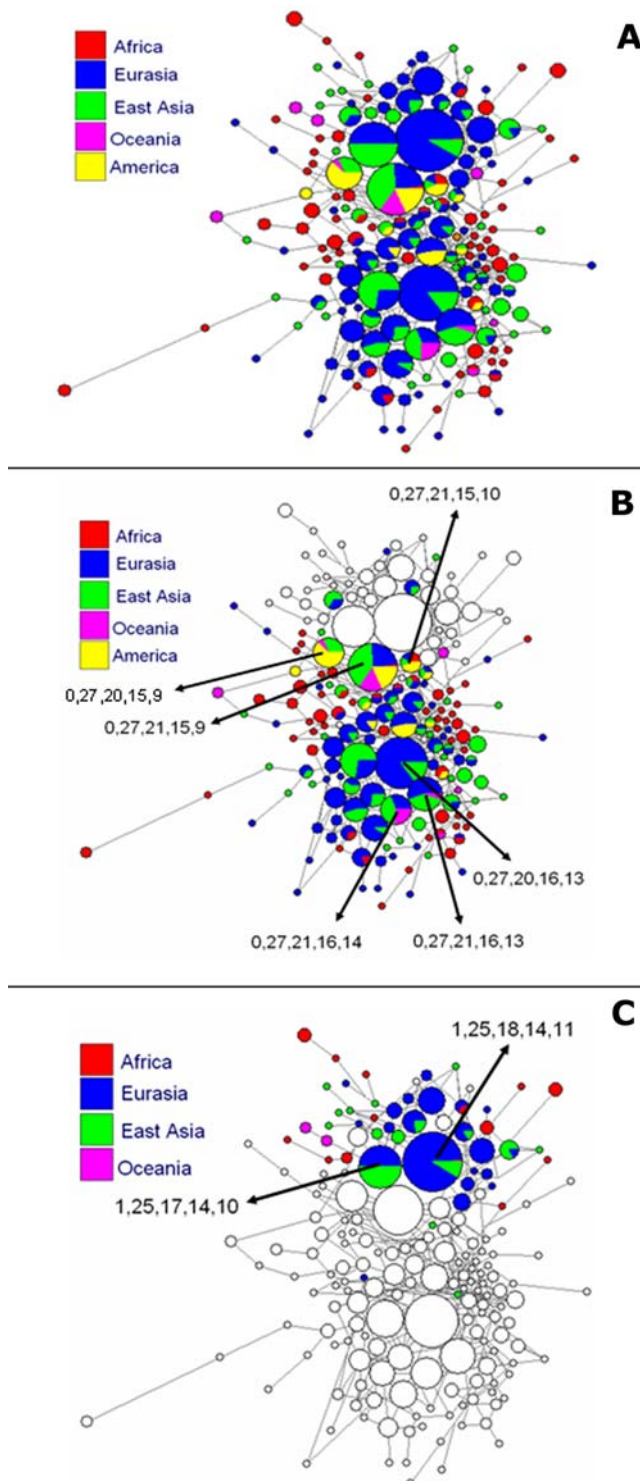 A
Africa
Eurasia
East Asia
Oceania
America
B
0,27,21,15,10
Africa
Eurasia
East Asia
Oceania
America
0,27,20,15,9
0,27,21,15,9
0,27,20,16,13
0,27,21,16,14
0,27,21,16,13
C
1,25,18,14,11
Africa
Eurasia
East Asia
Oceania
1,25,17,14,10